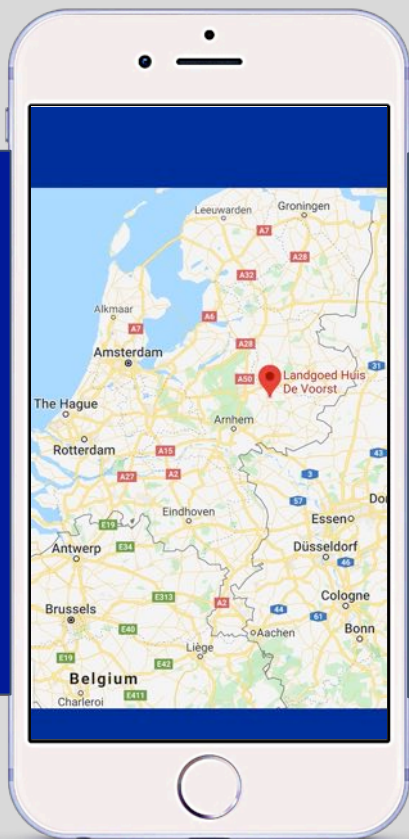 Leeuwarden
Groningen
A7
A28
A32
Alkmaar
A6
A7
A28
Amsterdam
31
A50
Landgoed Huis
De Voorst
The Hague
Arnhem
Rotterdam
A15
43
A27
A2
3
57
Do
Eindhoven
Essen
E19
Antwerp
E34
Düsseldorf
46
Cologne
E313
A2
Brussels
44
61
E40
Bonn
Aachen
Liège
E19
E42
Belgium
E411
Charleroi